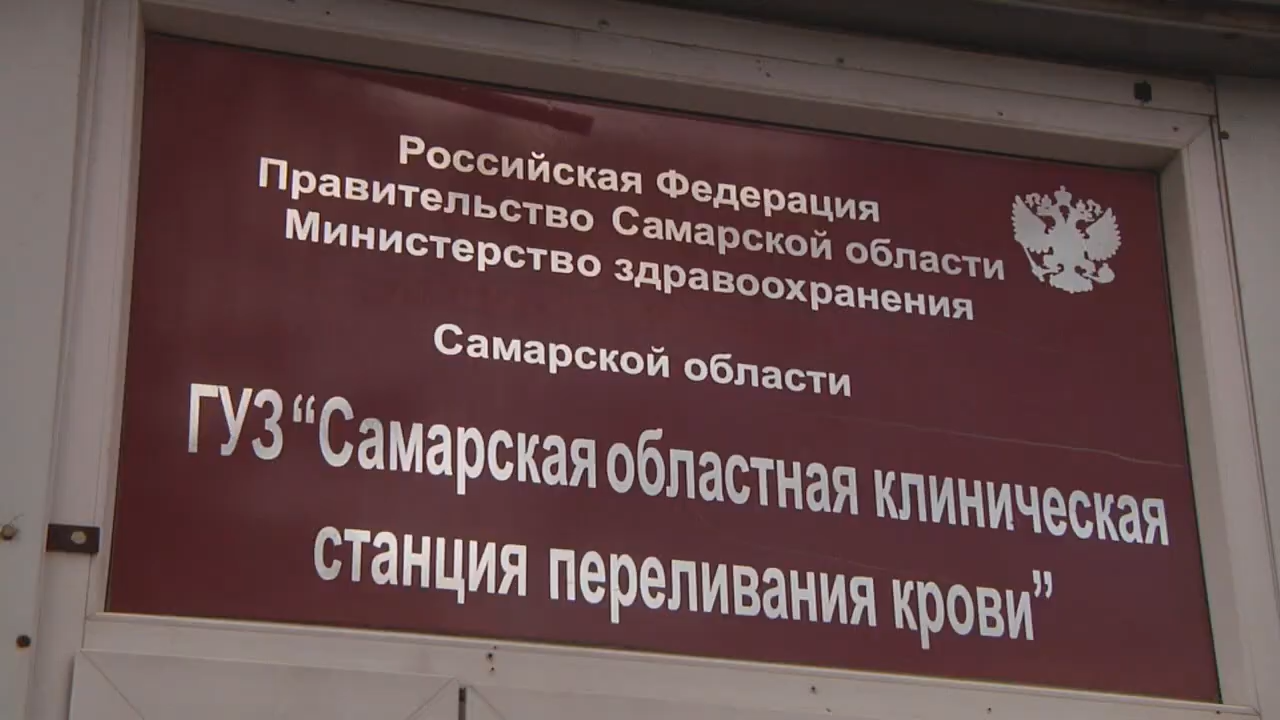 Российская Федерация
Правительство Самарской области
Министерство здравоохранения
Самарской области
ГУЗ “Самарская областная клиническая
станция переливания крови”